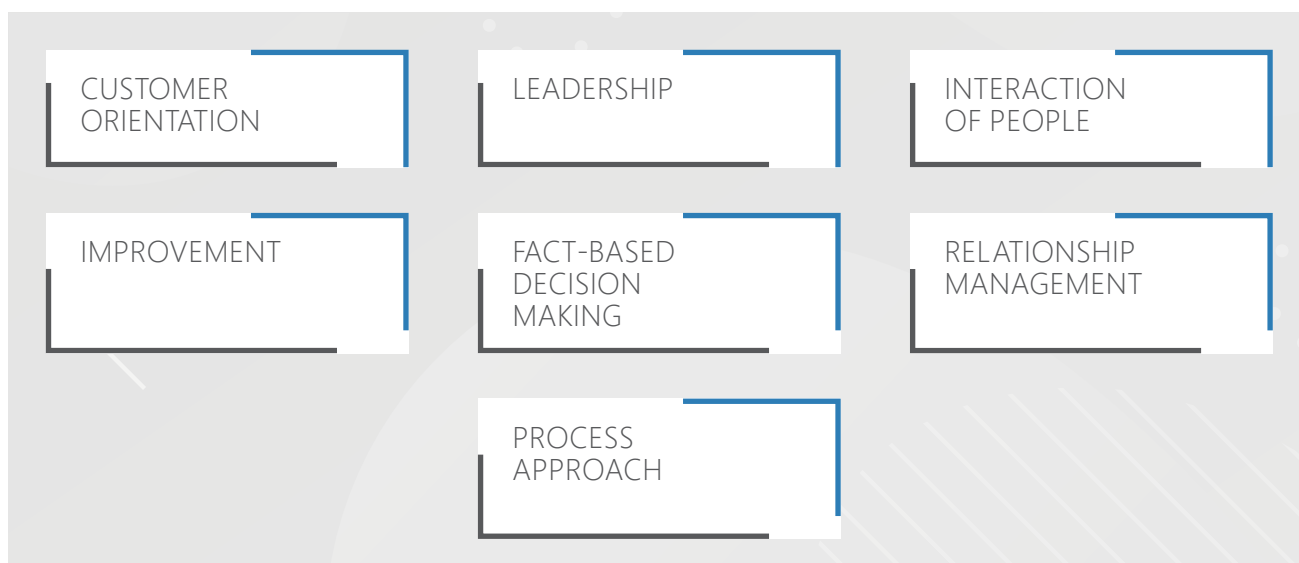 CUSTOMER
ORIENTATION
LEADERSHIP
INTERACTION
OF PEOPLE
IMPROVEMENT
FACT-BASED
DECISION
MAKING
RELATIONSHIP
MANAGEMENT
PROCESS
APPROACH